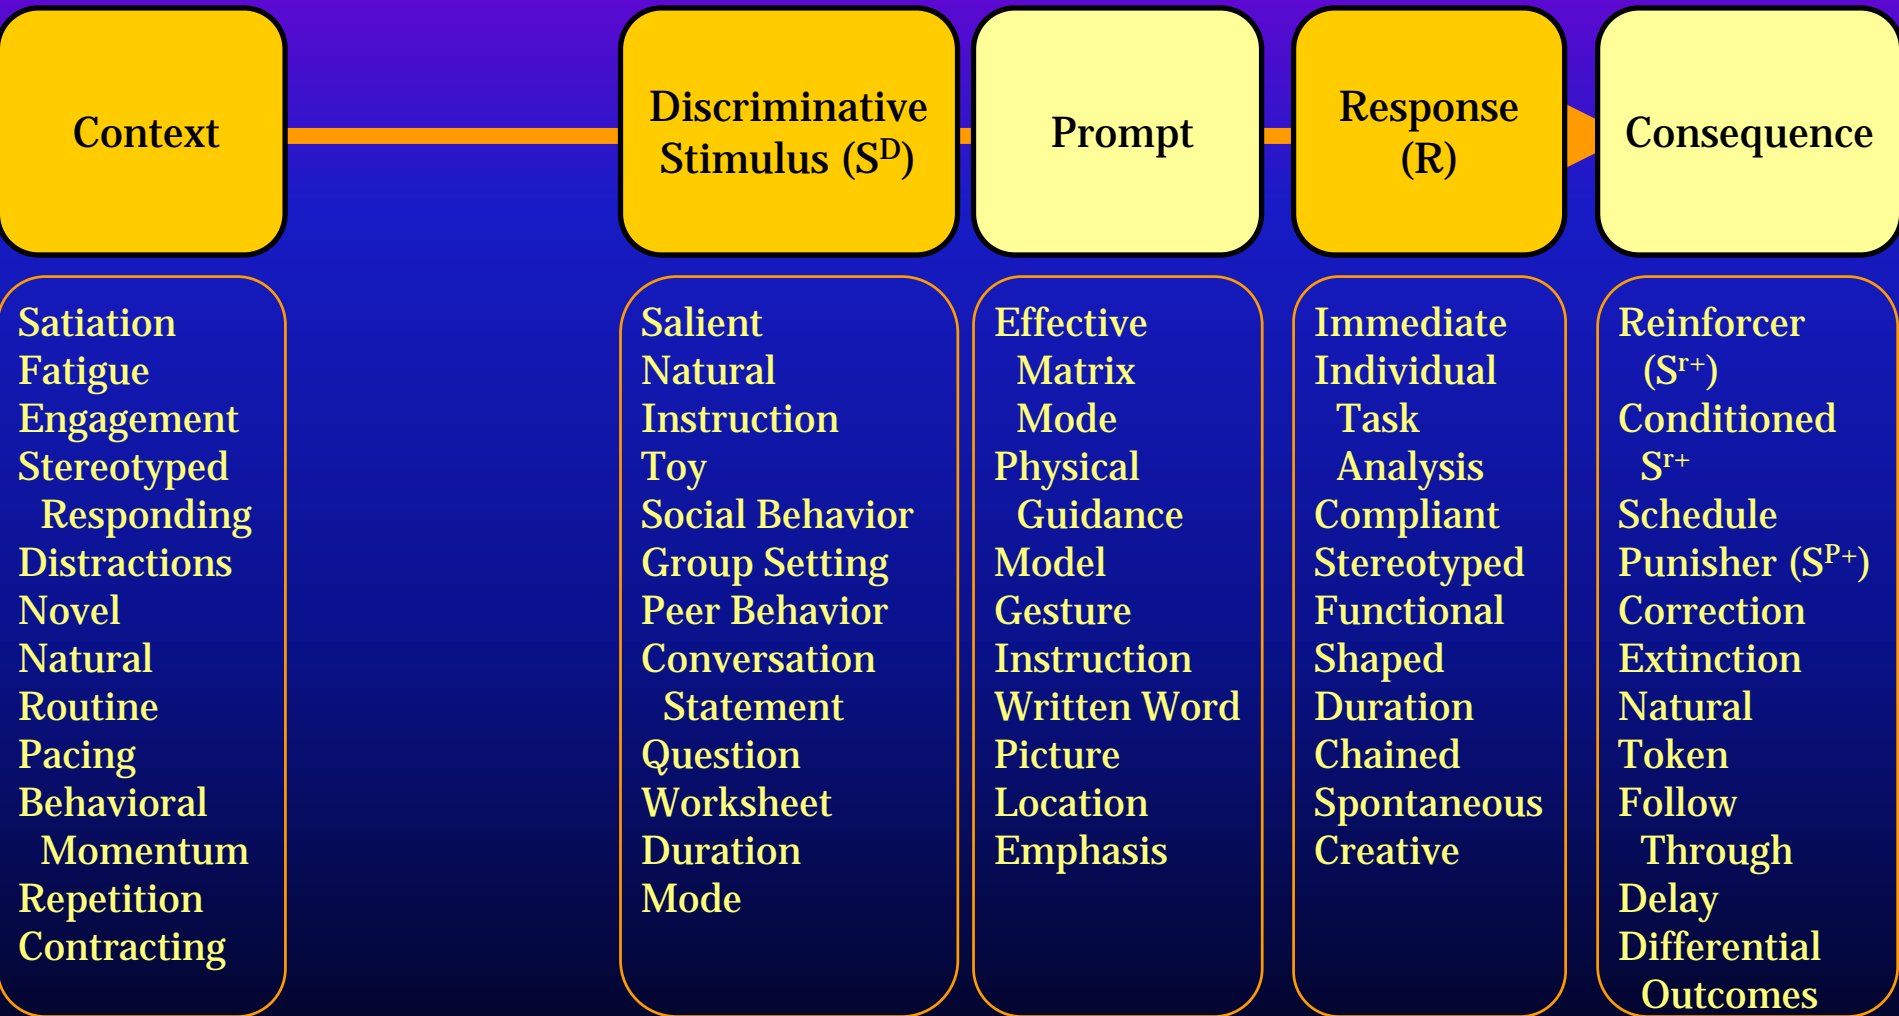 Context
Discriminative
Stimulus (Sᴰ)
Prompt
Response
(R)
Consequence
Satiation
Fatigue
Engagement
Stereotyped
Responding
Distractions
Novel
Natural
Routine
Pacing
Behavioral
Momentum
Repetition
Contracting
Salient
Natural
Instruction
Toy
Social Behavior
Group Setting
Peer Behavior
Conversation
Statement
Question
Worksheet
Duration
Mode
Effective
Matrix
Mode
Physical
Guidance
Model
Gesture
Instruction
Written Word
Picture
Location
Emphasis
Immediate
Individual
Task
Analysis
Compliant
Stereotyped
Functional
Shaped
Duration
Chained
Spontaneous
Creative
Reinforcer
(Sʳ⁺)
Conditioned
Sʳ⁺
Schedule
Punisher (Sᴾ⁺)
Correction
Extinction
Natural
Token
Follow
Through
Delay
Differential
Outcomes